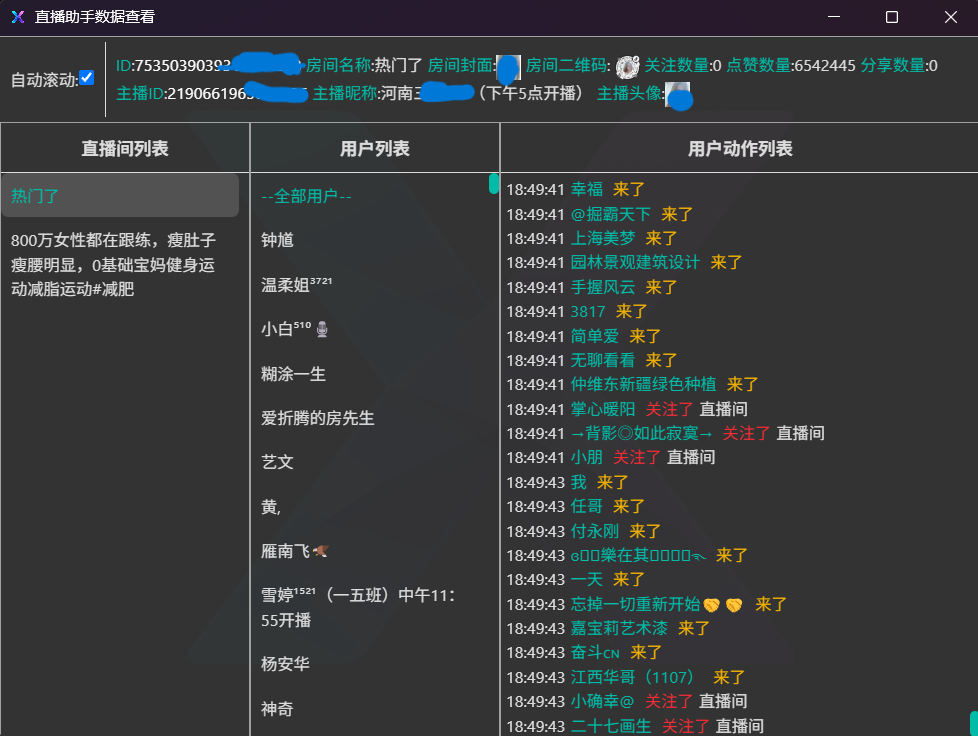 直播助手数据查看
自动滚动:
ID:75350390393 房间名称:热门了 房间封面: 房间二维码: 关注数量:0 点赞数量:6542445 分享数量:0
主播ID:2190661965 主播昵称:河南三 (下午5点开播) 主播头像:
直播间列表
热门了
800万女性都在跟练，瘦肚子
瘦腰明显，0基础宝妈健身运
动减脂运动#减肥
用户列表
--全部用户--
钟馗
温柔姐³⁷²¹
小白⁵¹⁰🎙️
糊涂一生
爱折腾的房先生
艺文
黄,
雁南飞
雪婷¹⁵²¹（一五班）中午11：
55开播
杨安华
神奇
用户动作列表
18:49:41 幸福 来了
18:49:41 @掘霸天下 来了
18:49:41 上海美梦 来了
18:49:41 园林景观建筑设计 来了
18:49:41 手握风云 来了
18:49:41 3817 来了
18:49:41 简单爱 来了
18:49:41 无聊看看 来了
18:49:41 仲维东新疆绿色种植 来了
18:49:41 掌心暖阳 关注了 直播间
18:49:41 →背影◎如此寂寞→ 关注了 直播间
18:49:41 小朋 关注了 直播间
18:49:43 我 来了
18:49:43 任哥 来了
18:49:43 付永刚 来了
18:49:43 樂在其 来了
18:49:43 一天 来了
18:49:43 忘掉一切重新开始🤝🤝 来了
18:49:43 嘉宝莉艺术漆 来了
18:49:43 奋斗ᴄɴ 来了
18:49:43 江西华哥（1107） 来了
18:49:43 小确幸@ 关注了 直播间
18:49:43 二十七画生 关注了 直播间